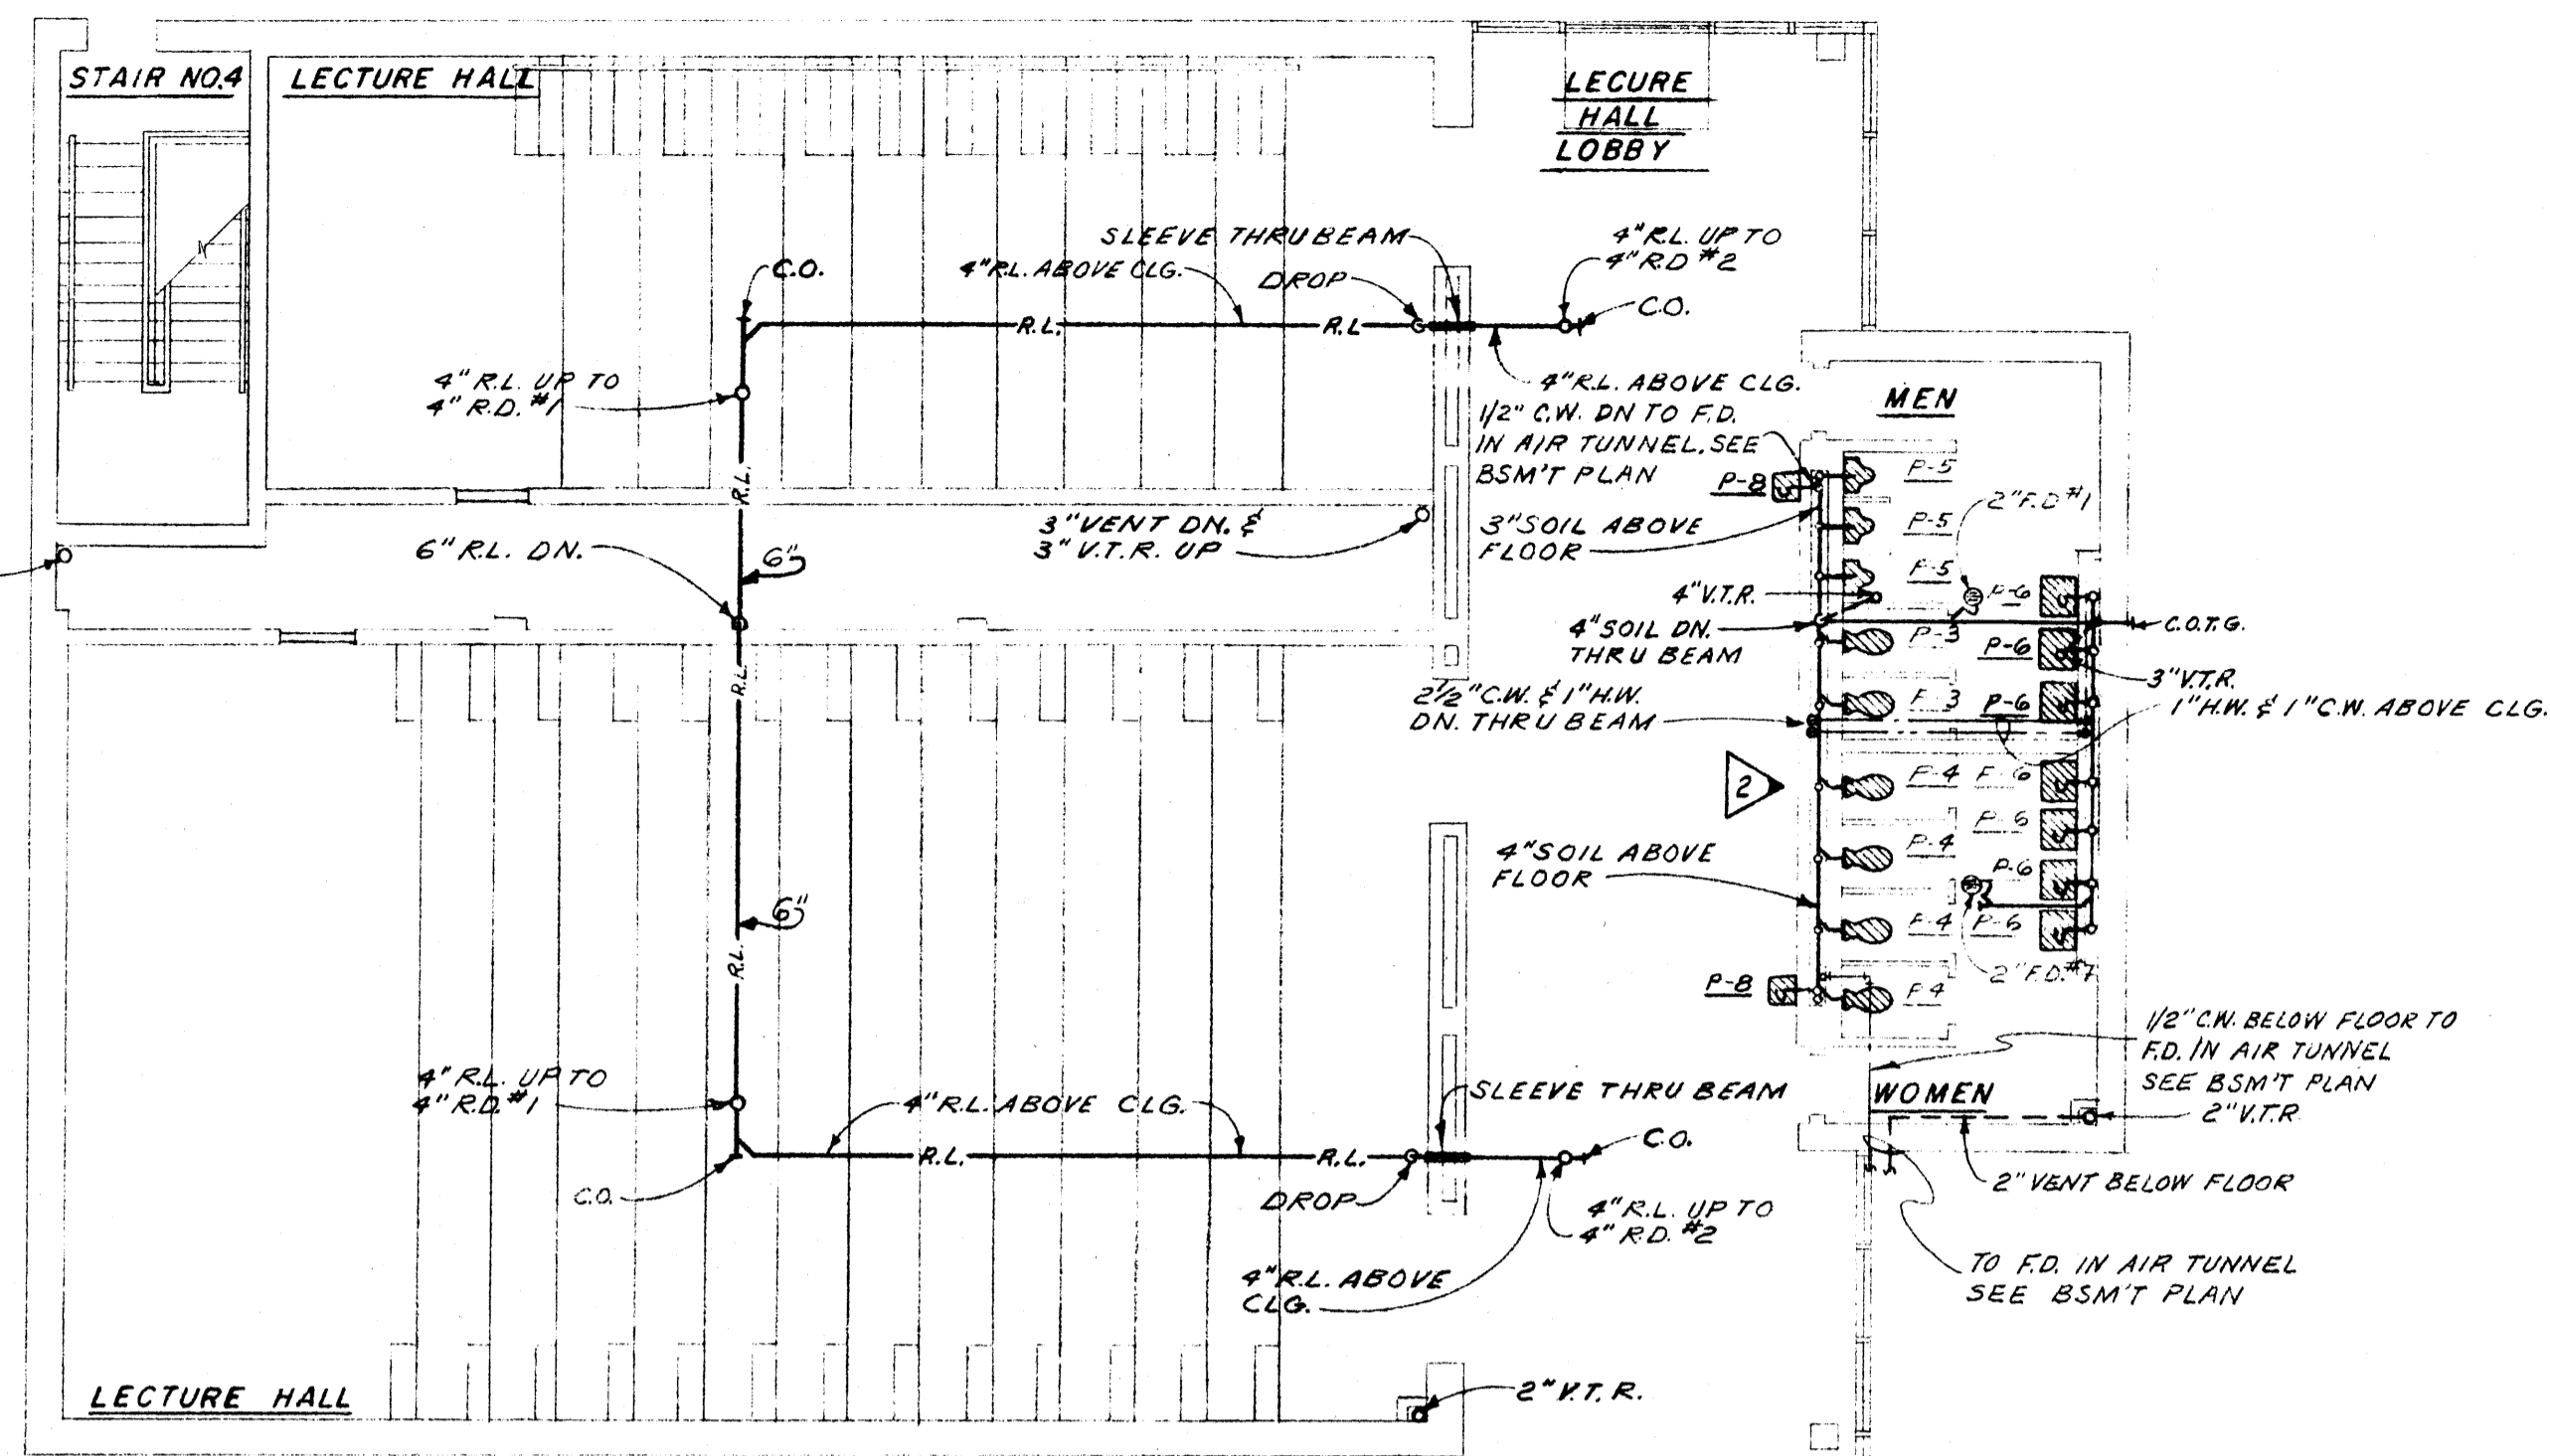 STAIR NO.4
LECTURE HALL
LECURE
HALL
LOBBY
SLEEVE THRU BEAM
4" R.L. UP TO
4" R.D #2
C.O.
4" R.L. ABOVE CLG.
DROP
C.O.
R.L.
R.L
4" R.L. UP TO
4" R.D. #1
4" R.L. ABOVE CLG.
MEN
1/2" C.W. DN TO F.D.
IN AIR TUNNEL. SEE
BSM'T PLAN
P-8
P-5
R.L.
2" F.D #1
3" VENT DN. &
3" V.T.R. UP
3" SOIL ABOVE
FLOOR
P-5
6" R.L. DN.
6"
P-5
4" V.T.R.
P-6
4" SOIL DN.
THRU BEAM
P-3
P-6
C.O.T.G.
R.L.
3" V.T.R.
2 1/2" C.W. & 1" H.W.
DN. THRU BEAM
P-3
P-6
1" H.W. & 1" C.W. ABOVE CLG.
2
P-4
P-6
P-6
4" SOIL ABOVE
FLOOR
P-4
P-6
6"
P-4
P-6
R.L.
2" F.D. #1
P-8
P-4
1/2" C.W. BELOW FLOOR TO
F.D. IN AIR TUNNEL
SEE BSM'T PLAN
4" R.L. UP TO
4" R.D. #1
4" R.L. ABOVE CLG.
SLEEVE THRU BEAM
WOMEN
2" V.T.R
C.O.
R.L.
R.L.
C.O.
DROP
2" VENT BELOW FLOOR
4" R.L. UP TO
4" R.D. #2
4" R.L. ABOVE
CLG.
TO F.D. IN AIR TUNNEL
SEE BSM'T PLAN
LECTURE HALL
2" V.T.R.